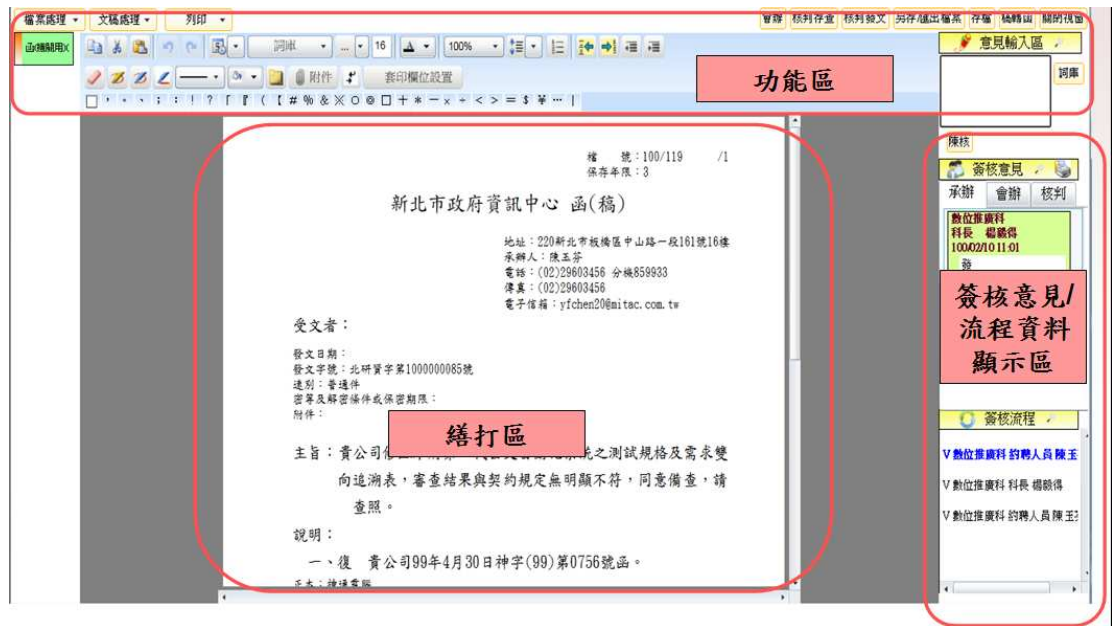 檔案處理 文稿處理 列印 會辦 核判存查 核判發文 另存/匯出檔案 存檔 稿轉函 關閉視窗
函(機關用)X
詞庫 ... 16 A 100%
附件 套印欄位設置
□ ， 。 、 ； ： ！ ？ 「 『 （ 【 # % & ※ ○ ◎ □ + * － × ÷ < > = $ ¥ … |
功能區
意見輸入區
詞庫
陳核
簽核意見
承辦 會辦 核判
數位推廣科
科長 楊毅得
100/02/10 11:01
發
簽核意見/
流程資料
顯示區
簽核流程
V 數位推廣科 約聘人員 陳玉
V 數位推廣科 科長 楊毅得
V 數位推廣科 約聘人員 陳玉
檔 號：100/119 /1
保存年限：3
新北市政府資訊中心 函(稿)
地址：220新北市板橋區中山路一段161號16樓
承辦人：陳玉芬
電話：(02)29603456 分機859933
傳真：(02)29603456
電子信箱：yfchen20@mitac.com.tw
受文者：
發文日期：
發文字號：北研資字第1000000085號
速別：普通件
密等及解密條件或保密期限：
附件：
繕打區
主旨：貴公司 之測試規格及需求雙
向追溯表，審查結果與契約規定無明顯不符，同意備查，請
查照。
說明：
一、復 貴公司99年4月30日神字(99)第0756號函。
正本：神通電腦